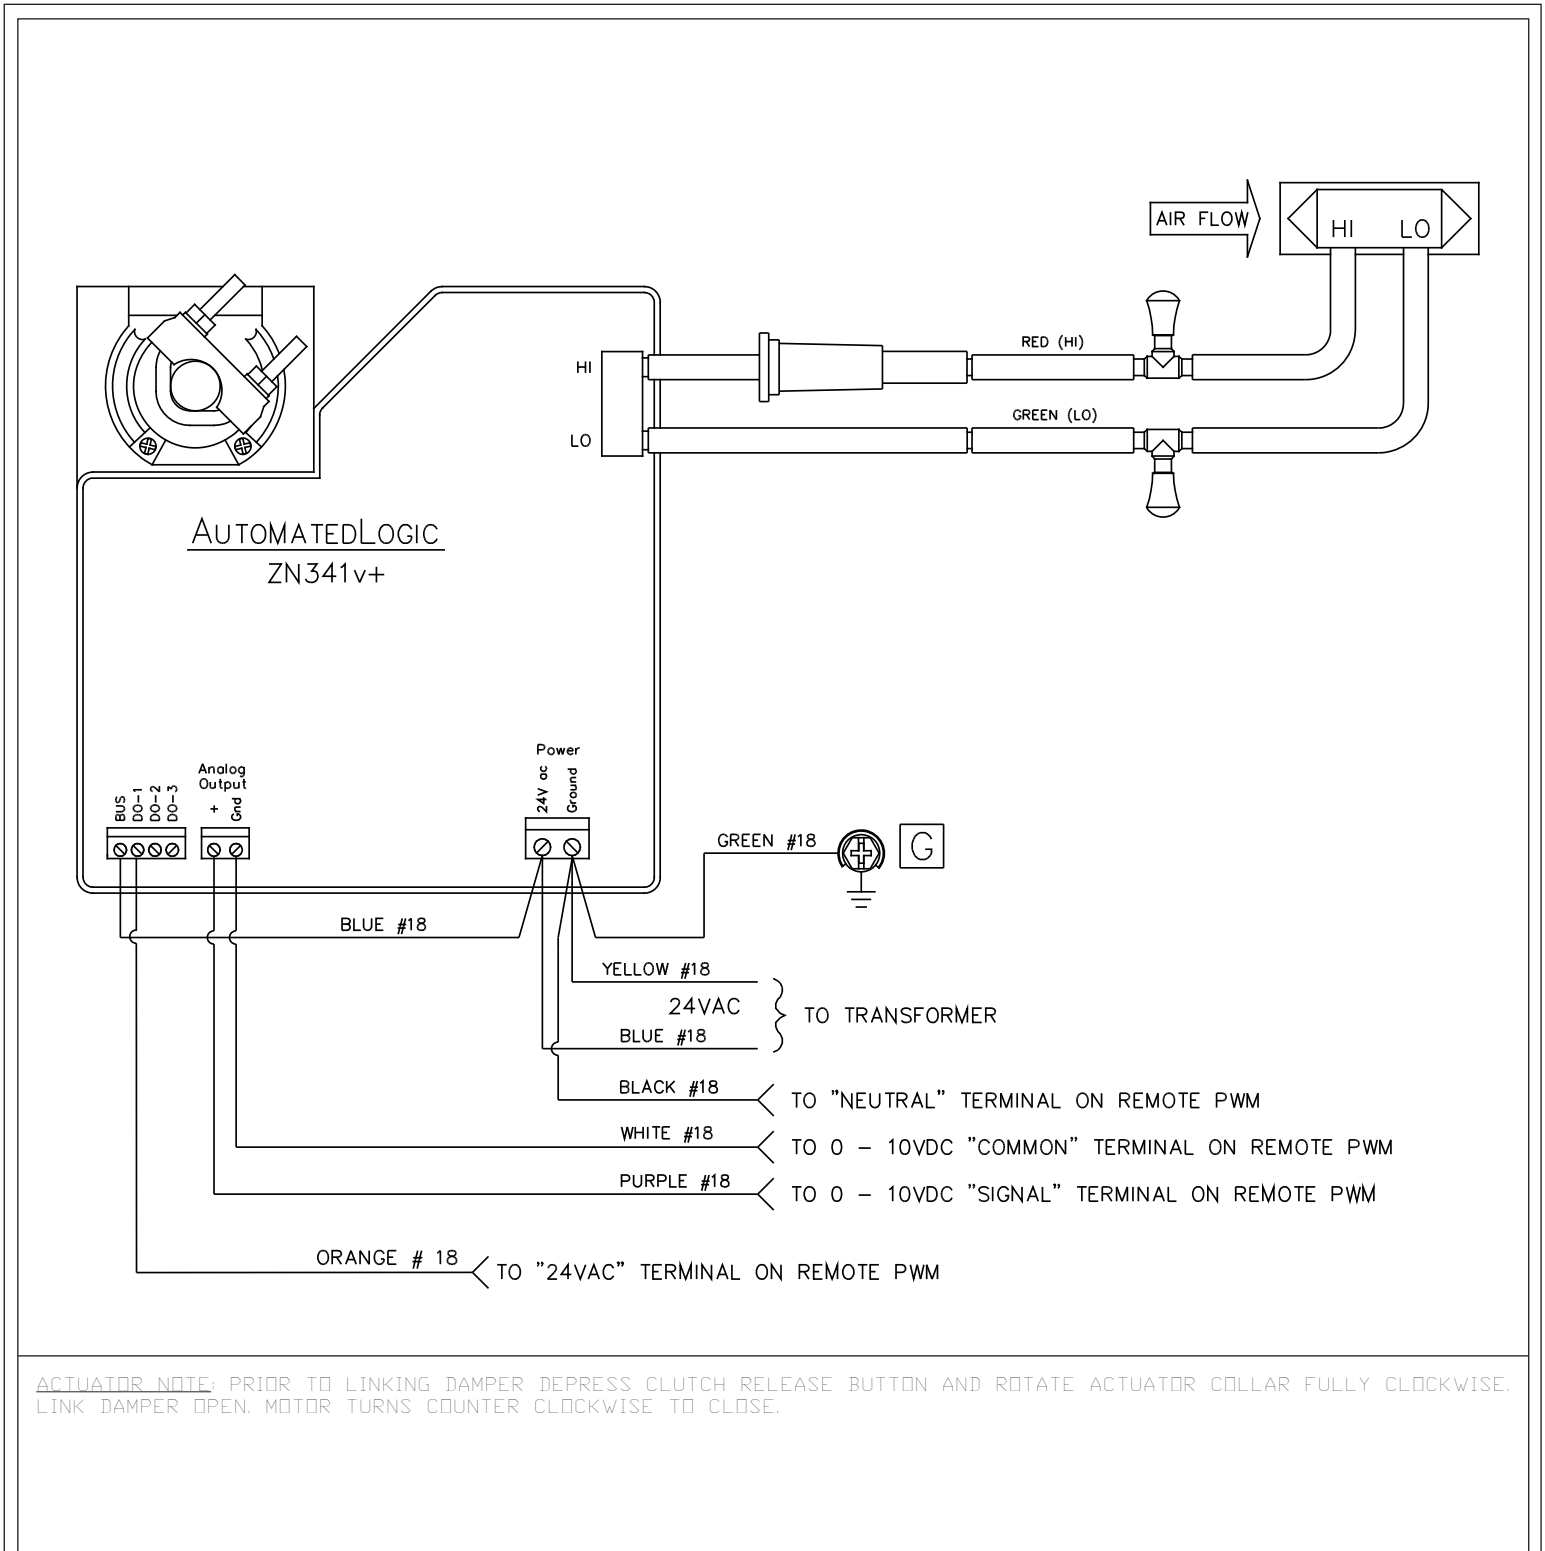 AIR FLOW
HI LO
RED (HI)
HI
GREEN (LO)
LO
AUTOMATEDLOGIC
ZN341v+
Power
24V ac
Ground
Analog
Output
BUS
DO-1
DO-2
DO-3
+
Gnd
GREEN #18
G
BLUE #18
YELLOW #18
24VAC
TO TRANSFORMER
BLUE #18
BLACK #18
TO "NEUTRAL" TERMINAL ON REMOTE PWM
WHITE #18
TO 0 - 10VDC "COMMON" TERMINAL ON REMOTE PWM
PURPLE #18
TO 0 - 10VDC "SIGNAL" TERMINAL ON REMOTE PWM
ORANGE # 18
TO "24VAC" TERMINAL ON REMOTE PWM
ACTUATOR NOTE: PRIOR TO LINKING DAMPER DEPRESS CLUTCH RELEASE BUTTON AND ROTATE ACTUATOR COLLAR FULLY CLOCKWISE.
LINK DAMPER OPEN. MOTOR TURNS COUNTER CLOCKWISE TO CLOSE.